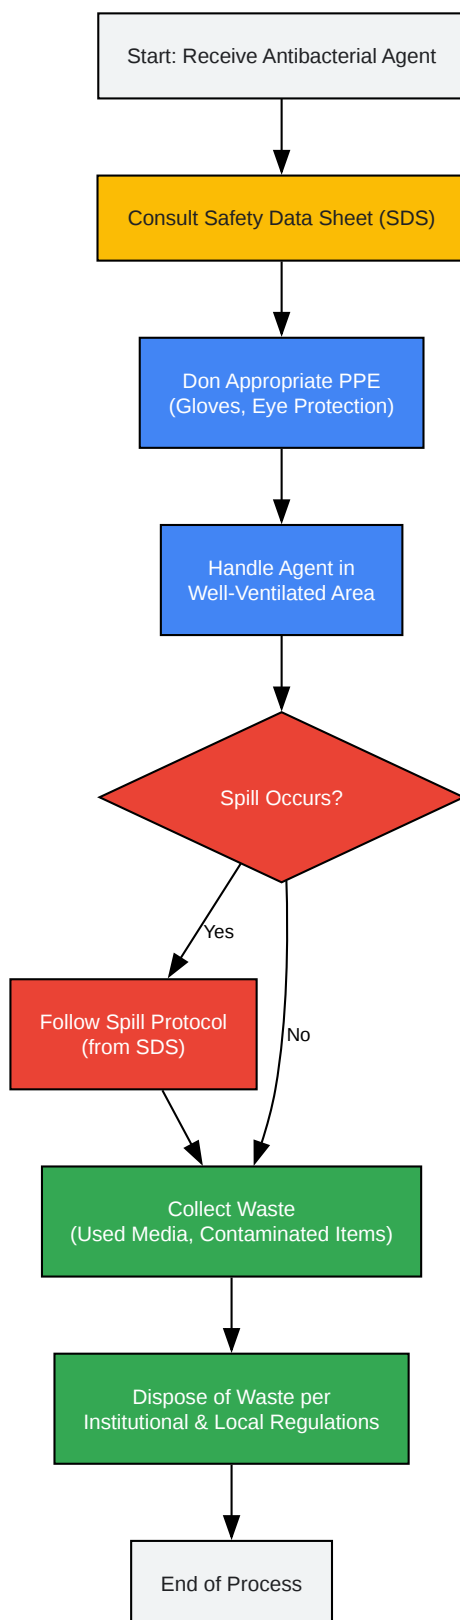 Start: Receive Antibacterial Agent
Consult Safety Data Sheet (SDS)
Don Appropriate PPE
(Gloves, Eye Protection)
Handle Agent in
Well-Ventilated Area
Spill Occurs?
Yes
Follow Spill Protocol
(from SDS)
No
Collect Waste
(Used Media, Contaminated Items)
Dispose of Waste per
Institutional & Local Regulations
End of Process